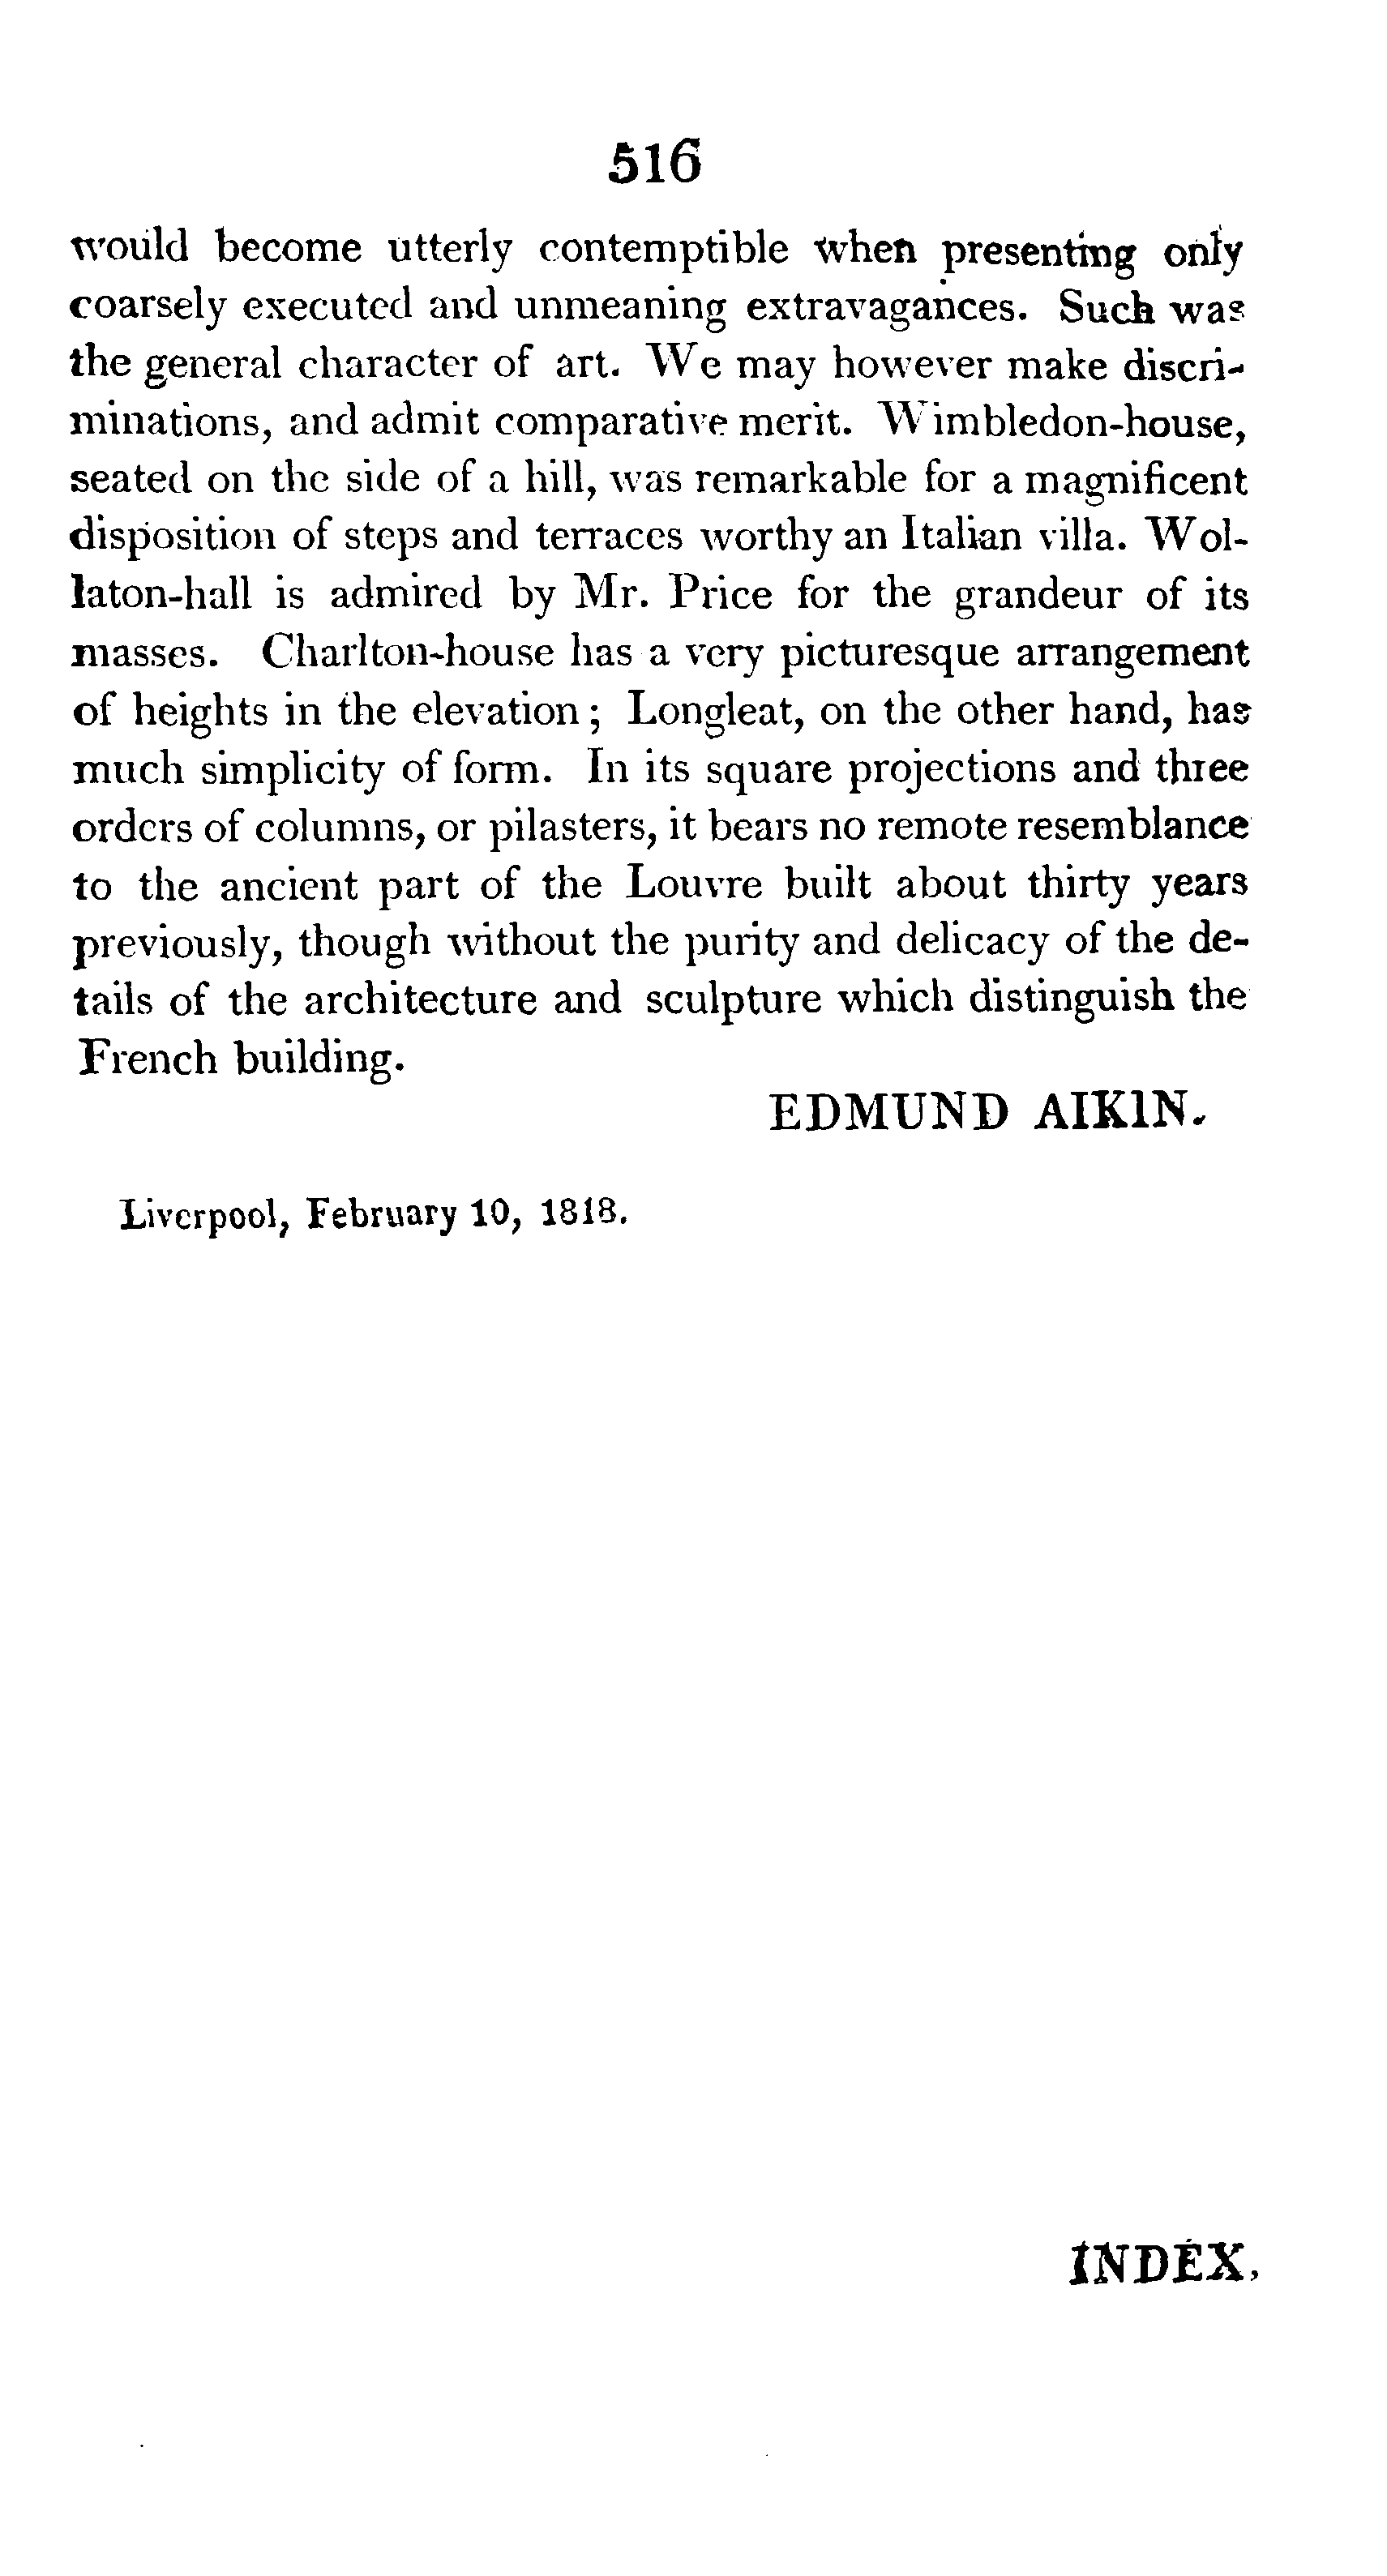 516
would become utterly contemptible when presenting only
coarsely executed and unmeaning extravagances. Such was
the general character of art. We may however make discri-
minations, and admit comparative merit. Wimbledon-house,
seated on the side of a hill, was remarkable for a magnificent
disposition of steps and terraces worthy an Italian villa. Wol-
laton-hall is admired by Mr. Price for the grandeur of its
masses. Charlton-house has a very picturesque arrangement
of heights in the elevation; Longleat, on the other hand, has
much simplicity of form. In its square projections and three
orders of columns, or pilasters, it bears no remote resemblance
to the ancient part of the Louvre built about thirty years
previously, though without the purity and delicacy of the de-
tails of the architecture and sculpture which distinguish the
French building.
EDMUND AIKIN.
Liverpool, February 10, 1818.
INDEX,